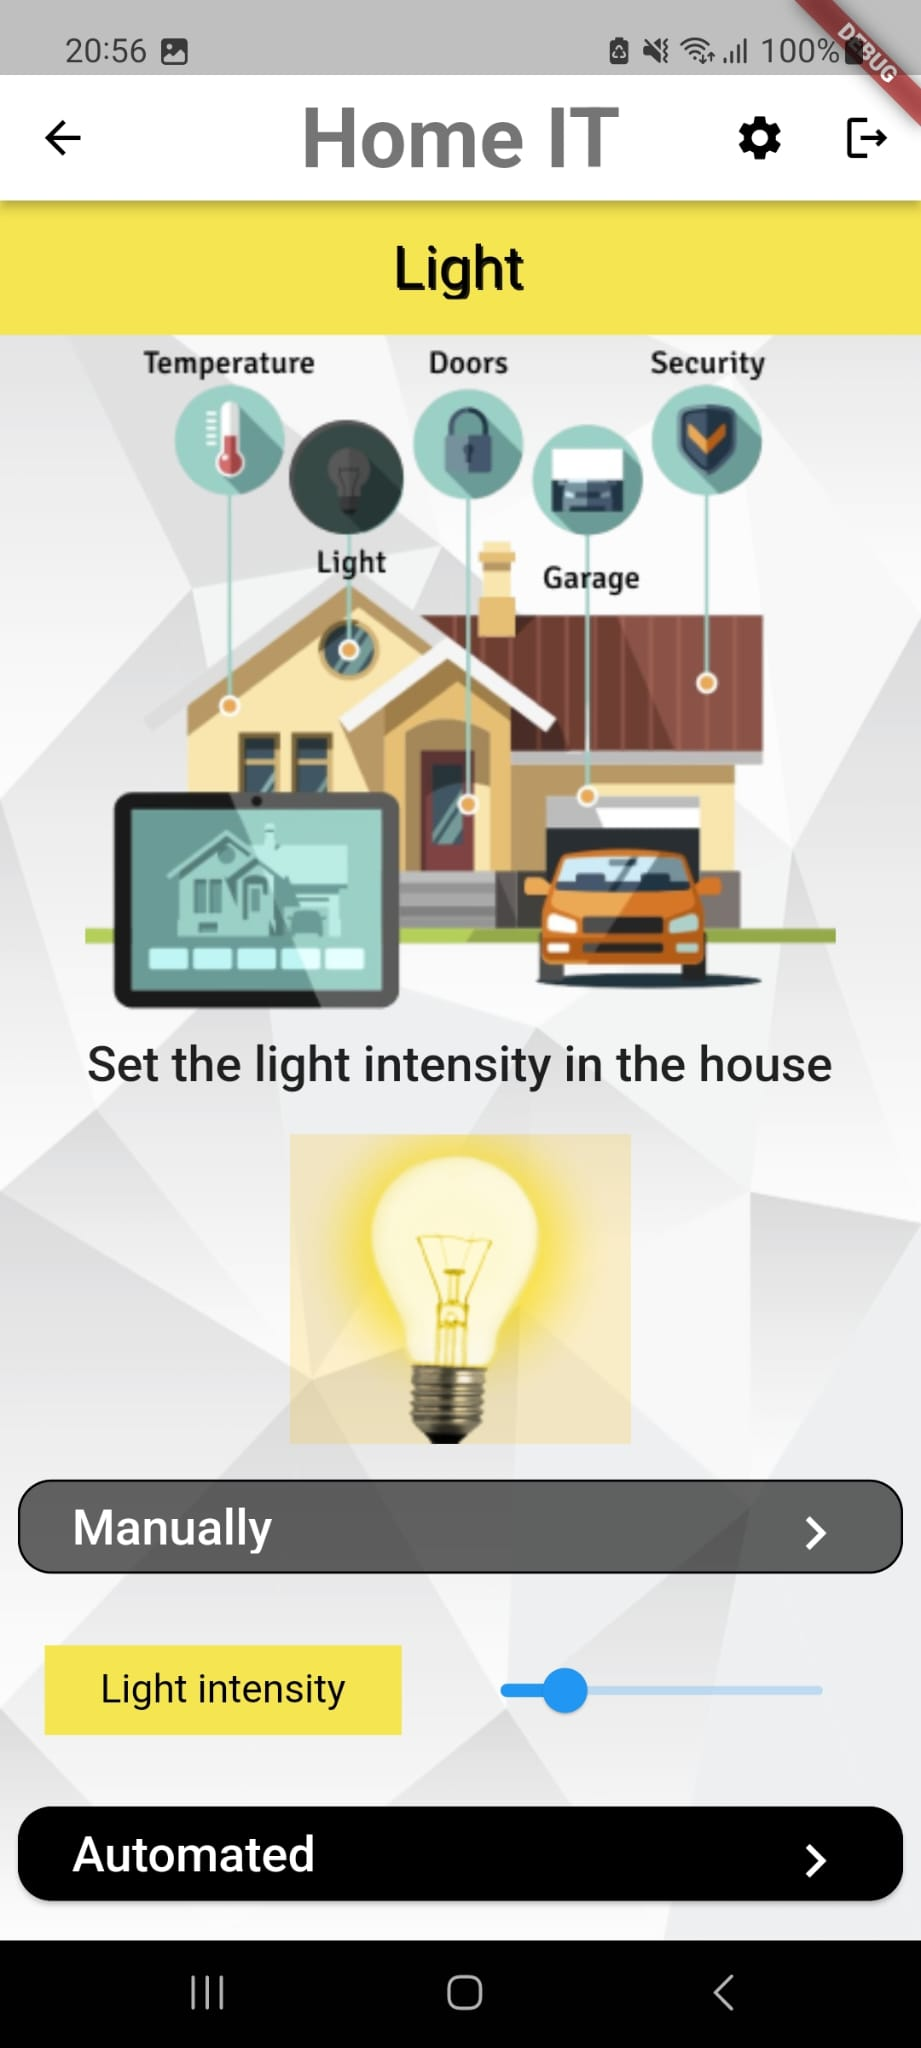 20:56 100%
DEBUG
Home IT
Light
Temperature Doors Security
Light Garage
Set the light intensity in the house
Manually
Light intensity
Automated